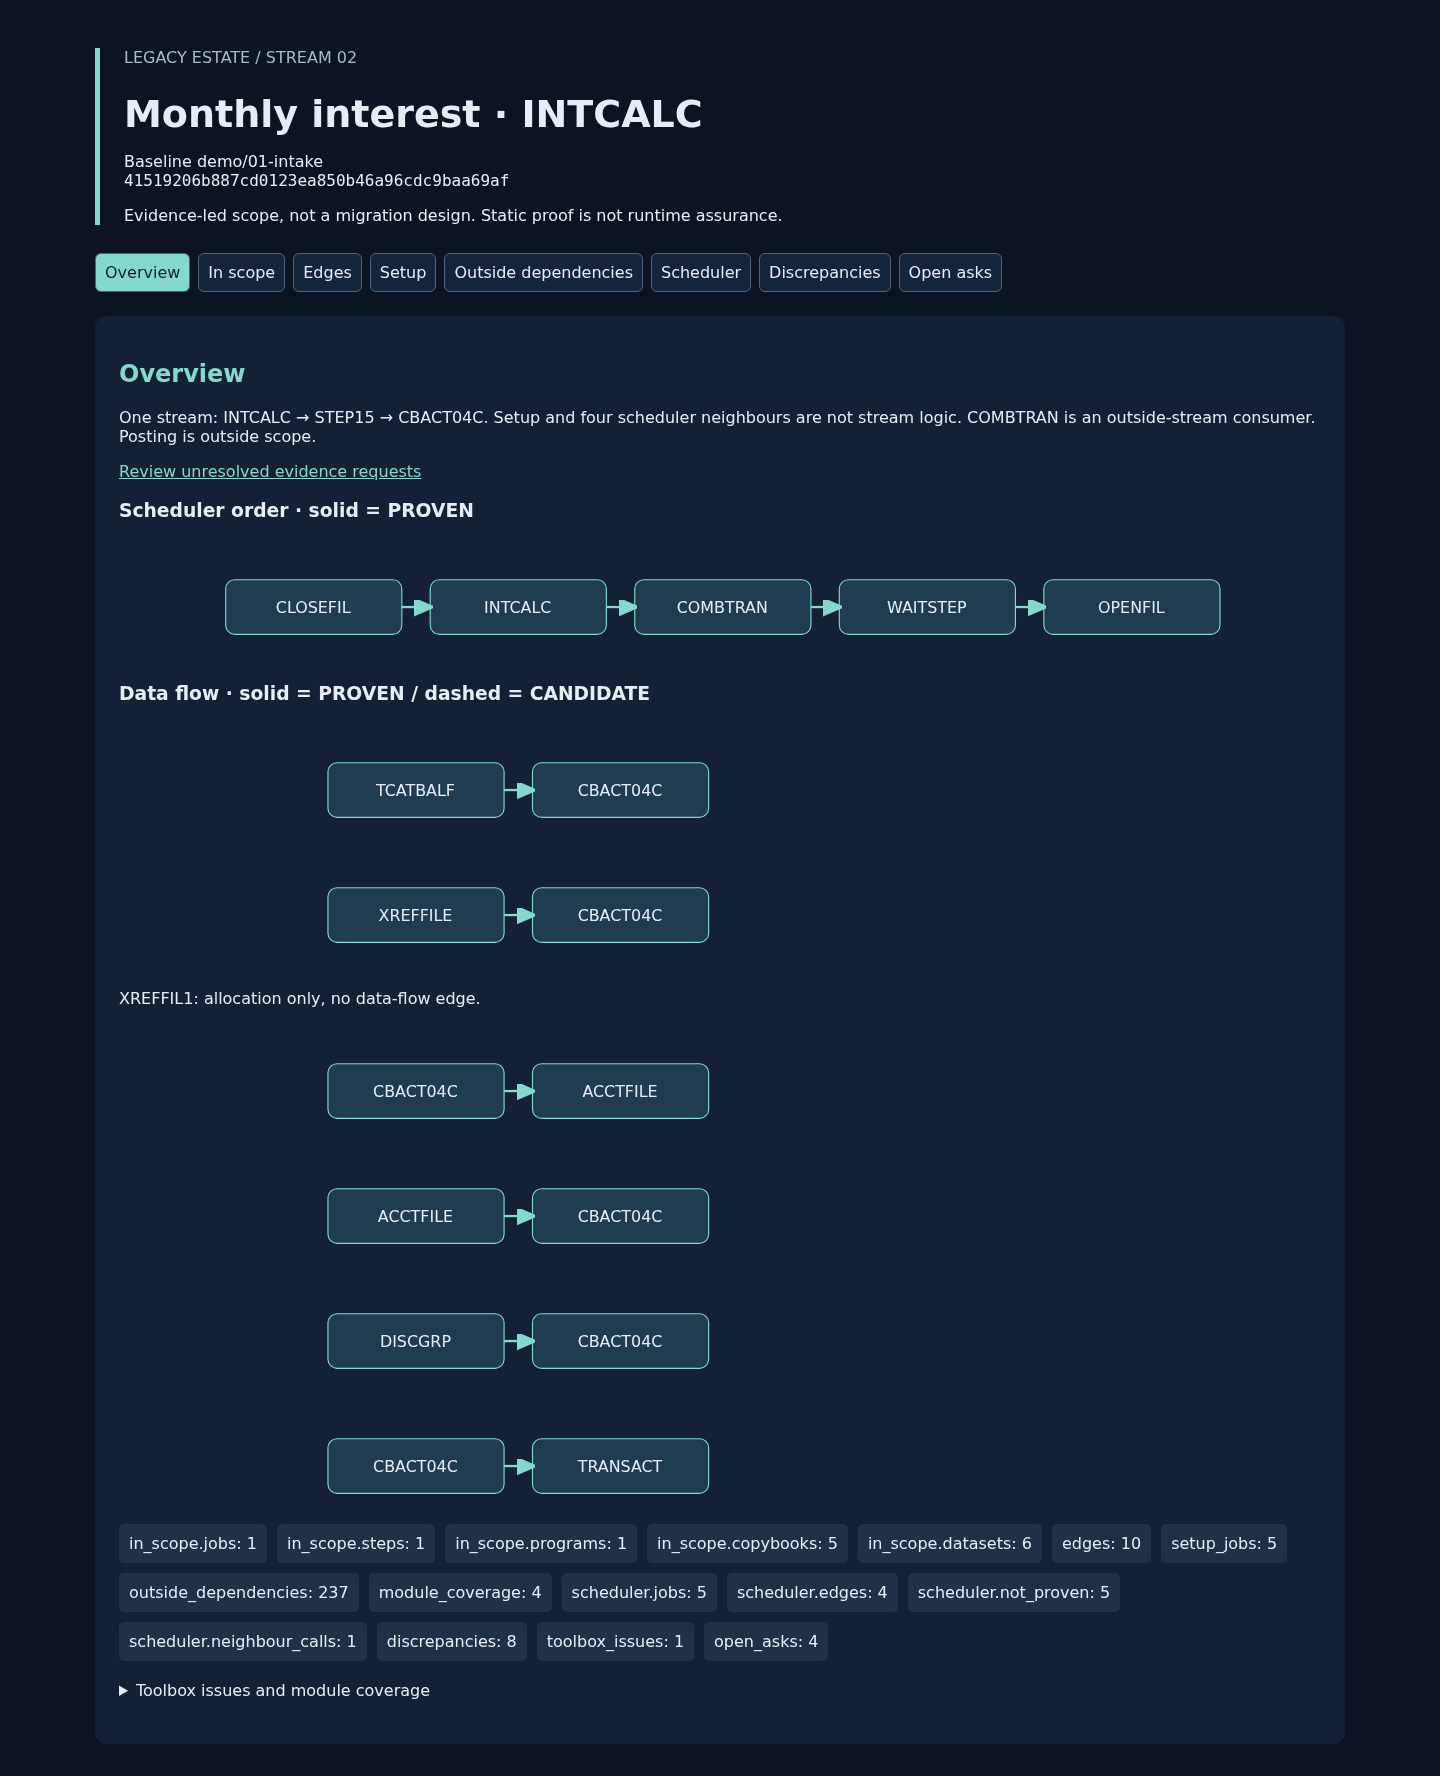 LEGACY ESTATE / STREAM 02
Monthly interest · INTCALC
Baseline demo/01-intake
41519206b887cd0123ea850b46a96cdc9baa69af
Evidence-led scope, not a migration design. Static proof is not runtime assurance.
Overview In scope Edges Setup Outside dependencies Scheduler Discrepancies Open asks
Overview
One stream: INTCALC → STEP15 → CBACT04C. Setup and four scheduler neighbours are not stream logic. COMBTRAN is an outside-stream consumer.
Posting is outside scope.
Review unresolved evidence requests
Scheduler order · solid = PROVEN
CLOSEFIL INTCALC COMBTRAN WAITSTEP OPENFIL
Data flow · solid = PROVEN / dashed = CANDIDATE
TCATBALF CBACT04C
XREFFILE CBACT04C
XREFFIL1: allocation only, no data-flow edge.
CBACT04C ACCTFILE
ACCTFILE CBACT04C
DISCGRP CBACT04C
CBACT04C TRANSACT
in_scope.jobs: 1 in_scope.steps: 1 in_scope.programs: 1 in_scope.copybooks: 5 in_scope.datasets: 6 edges: 10 setup_jobs: 5
outside_dependencies: 237 module_coverage: 4 scheduler.jobs: 5 scheduler.edges: 4 scheduler.not_proven: 5
scheduler.neighbour_calls: 1 discrepancies: 8 toolbox_issues: 1 open_asks: 4
Toolbox issues and module coverage